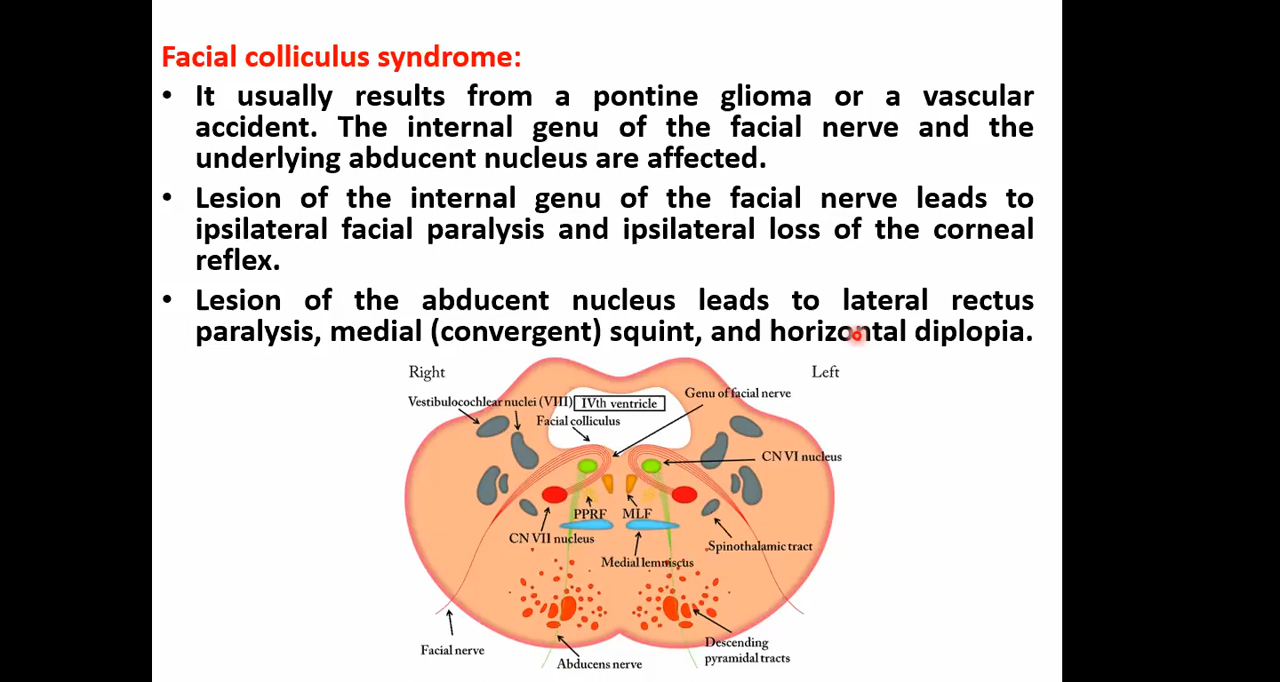 Facial colliculus syndrome:
• It usually results from a pontine glioma or a vascular
accident. The internal genu of the facial nerve and the
underlying abducent nucleus are affected.
• Lesion of the internal genu of the facial nerve leads to
ipsilateral facial paralysis and ipsilateral loss of the corneal
reflex.
• Lesion of the abducent nucleus leads to lateral rectus
paralysis, medial (convergent) squint, and horizontal diplopia.
Right
Left
Genu of facial nerve
Vestibulocochlear nuclei (VIII)
IVth ventricle
Facial colliculus
CN VI nucleus
PPRF
MLF
CN VII nucleus
Spinothalamic tract
Medial lemniscus
Facial nerve
Abducens nerve
Descending
pyramidal tracts